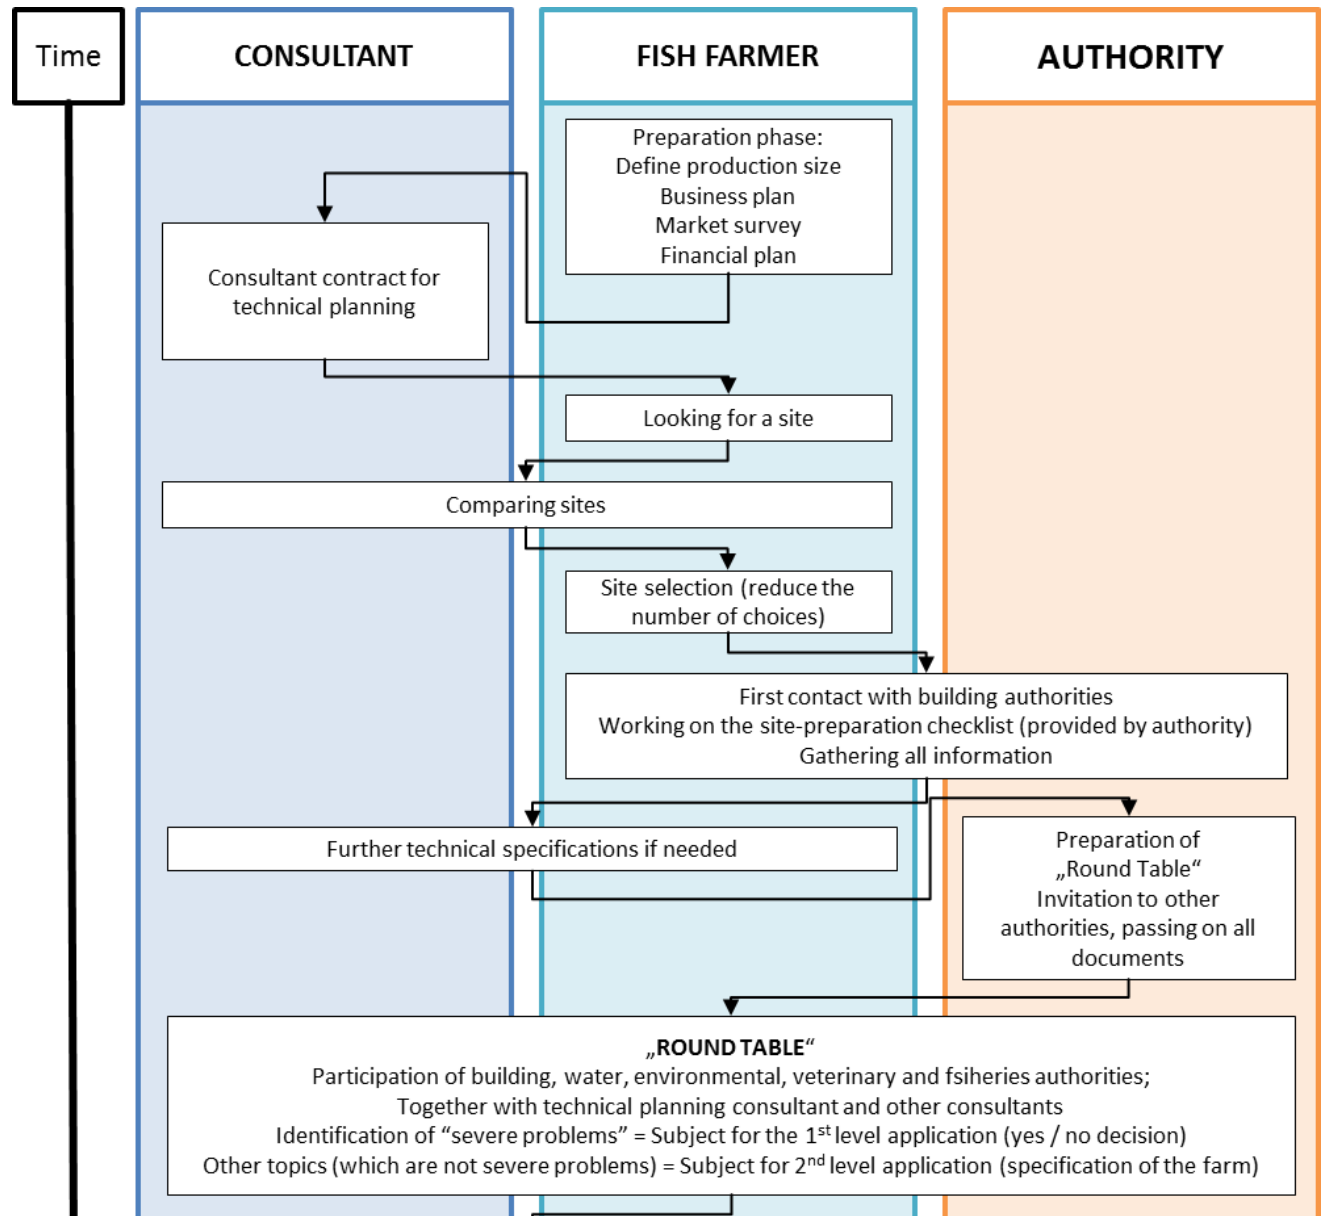 Time
CONSULTANT
FISH FARMER
AUTHORITY
Preparation phase:
Define production size
Business plan
Market survey
Financial plan
Consultant contract for
technical planning
Looking for a site
Comparing sites
Site selection (reduce the
number of choices)
First contact with building authorities
Working on the site-preparation checklist (provided by authority)
Gathering all information
Further technical specifications if needed
Preparation of
„Round Table“
Invitation to other
authorities, passing on all
documents
„ROUND TABLE“
Participation of building, water, environmental, veterinary and fsiheries authorities;
Together with technical planning consultant and other consultants
Identification of “severe problems” = Subject for the 1st level application (yes / no decision)
Other topics (which are not severe problems) = Subject for 2nd level application (specification of the farm)